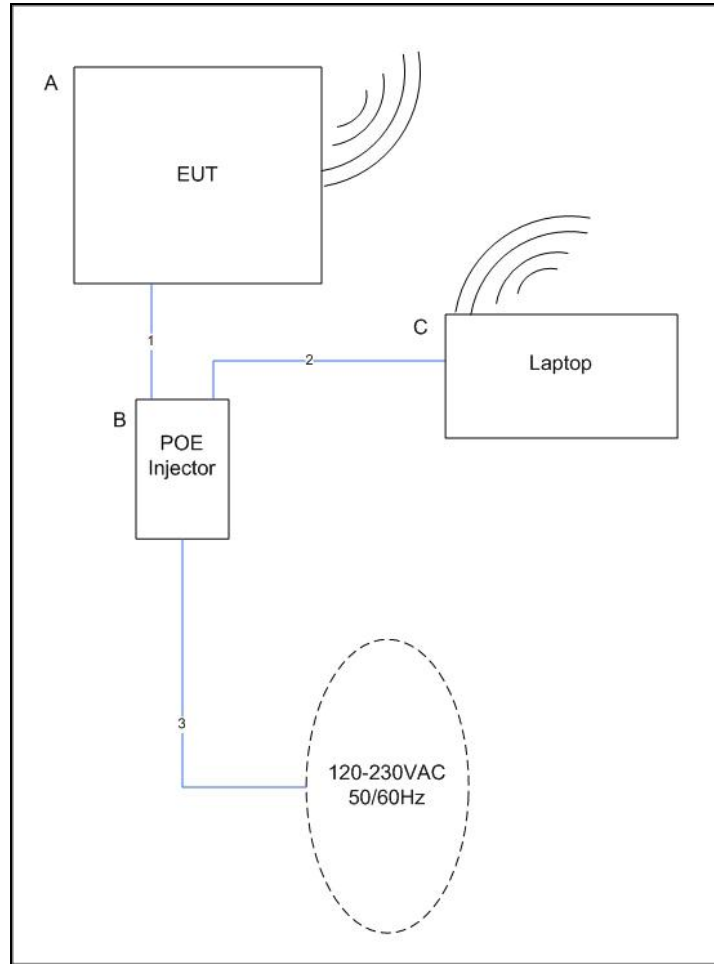 A
EUT
1
C
Laptop
2
B
POE
Injector
3
120-230VAC
50/60Hz